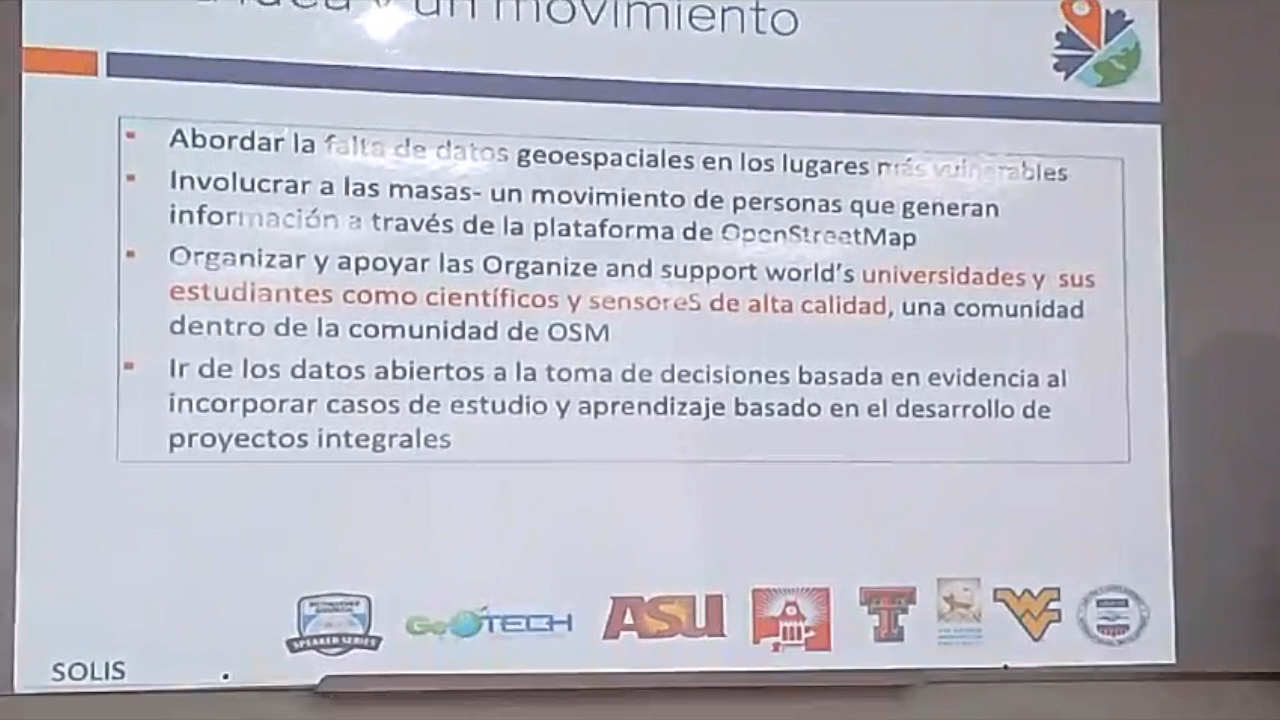 un movimiento
Abordar la falta de datos geoespaciales en los lugares más vulnerables
Involucrar a las masas- un movimiento de personas que generan
información a través de la plataforma de OpenStreetMap
Organizar y apoyar las Organize and support world's universidades y sus
estudiantes como científicos y sensoreS de alta calidad, una comunidad
dentro de la comunidad de OSM
Ir de los datos abiertos a la toma de decisiones basada en evidencia al
incorporar casos de estudio y aprendizaje basado en el desarrollo de
proyectos integrales
SPEAKER SERIES
GeOTECH
ASU
T
WV
SOLIS